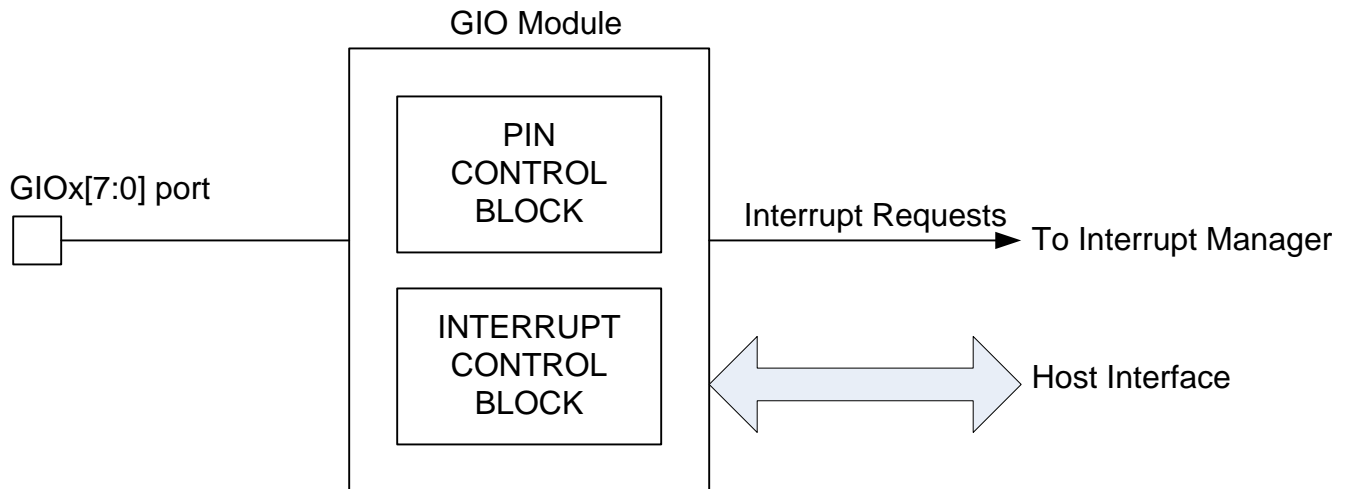 GIO Module
PIN
CONTROL
BLOCK
GIOx[7:0] port
Interrupt Requests
To Interrupt Manager
INTERRUPT
CONTROL
BLOCK
Host Interface